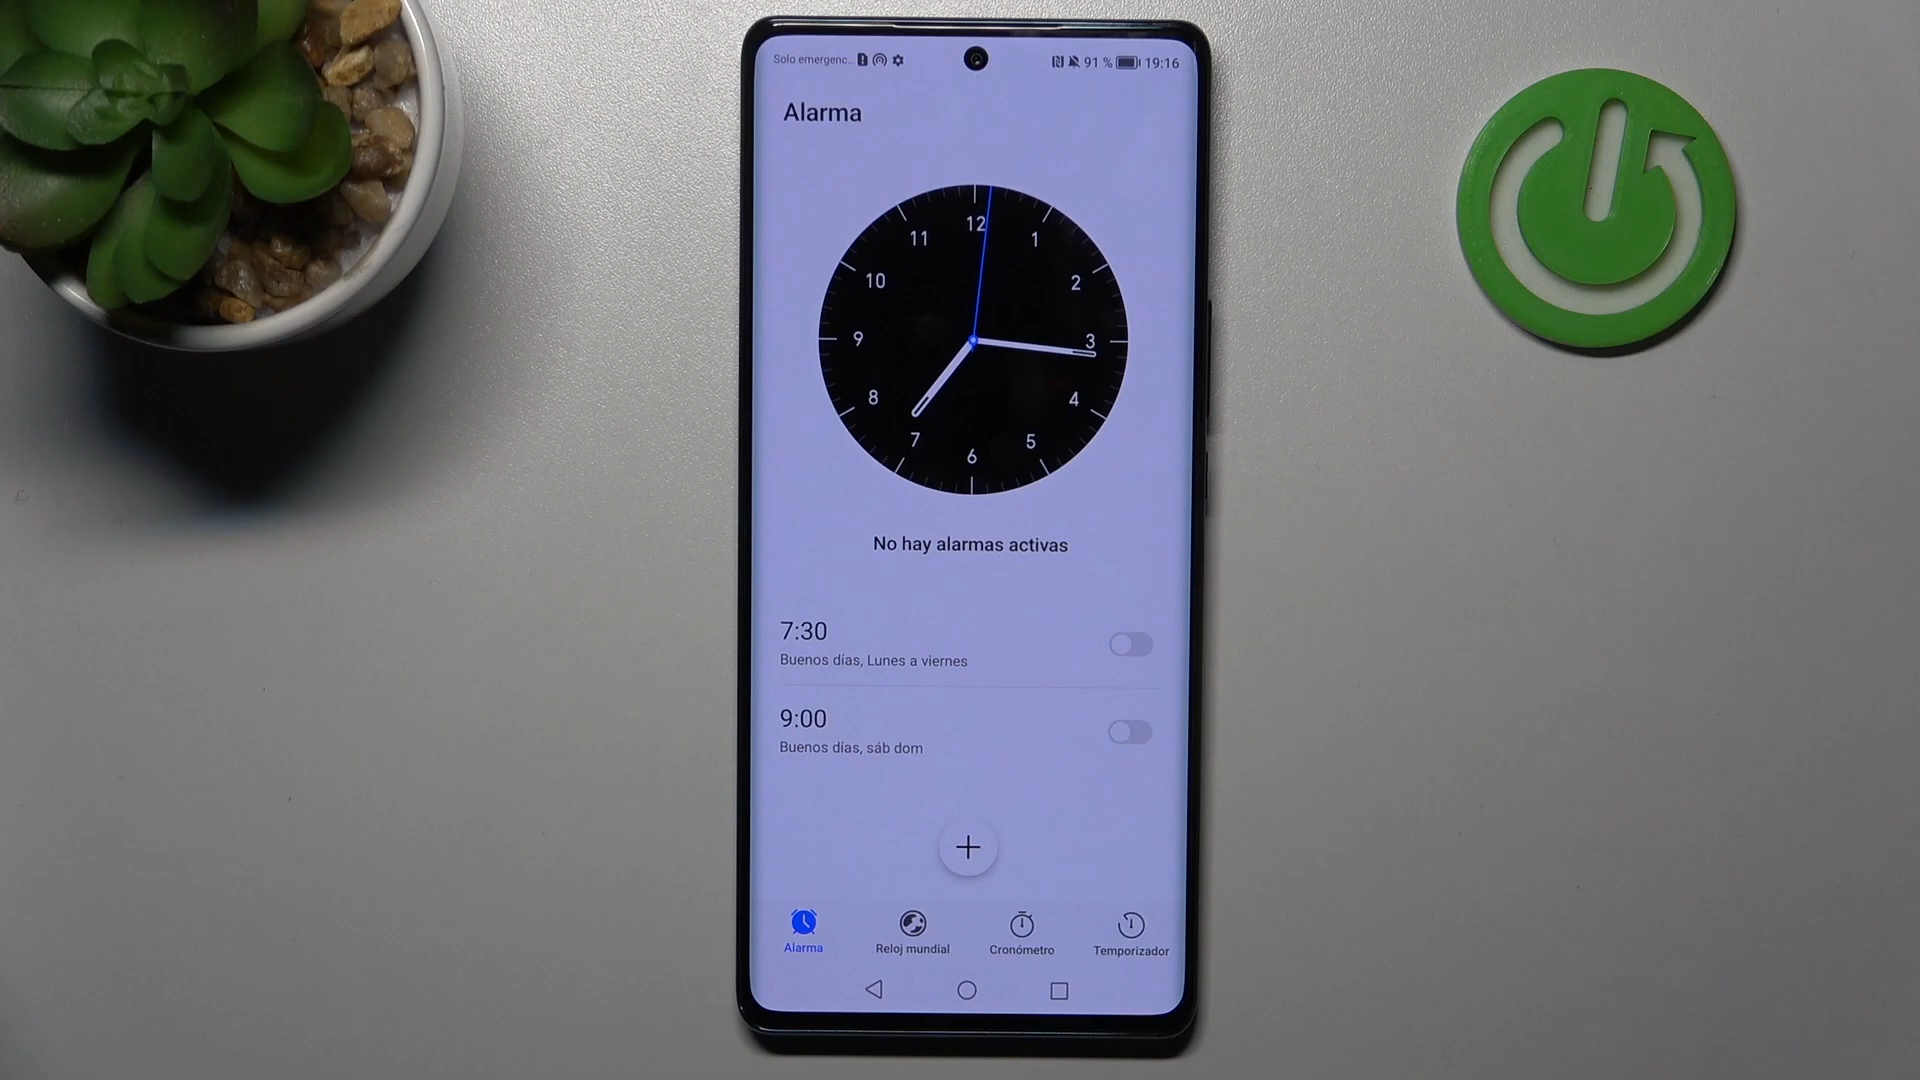 Solo emergenc... 91 % 19:16
Alarma
12
11 1
10 2
9 3
8 4
7 5
6
No hay alarmas activas
7:30
Buenos días, Lunes a viernes
9:00
Buenos días, sáb dom
Alarma Reloj mundial Cronómetro Temporizador